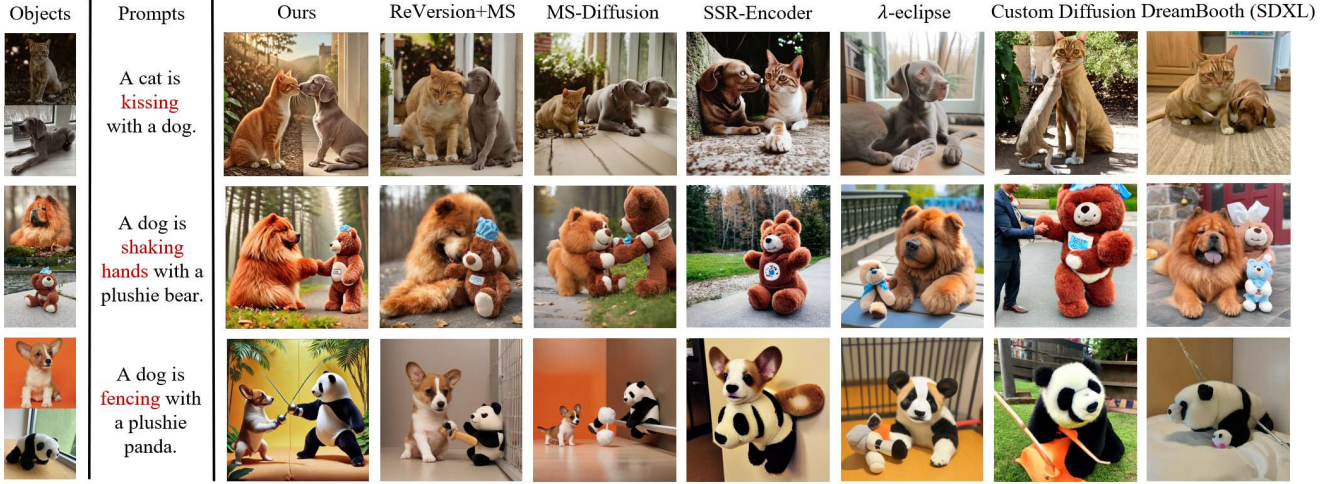 Objects
Prompts
Ours
ReVersion+MS
MS-Diffusion
SSR-Encoder
λ-eclipse
Custom Diffusion
DreamBooth (SDXL)
A cat is
kissing
with a dog.
A dog is
shaking
hands with a
plushie bear.
A dog is
fencing with
a plushie
panda.